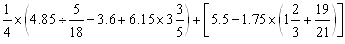 1/4 × ( 4.85 ÷ 5/18 − 3.6 + 6.15 × 3 3/5 ) + [ 5.5 − 1.75 × ( 1 2/3 + 19/21 ) ]